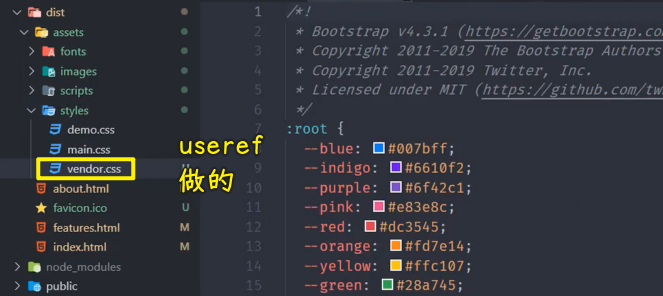 dist
assets
fonts
images
scripts
styles
demo.css
main.css
vendor.css
about.html
favicon.ico U
features.html M
index.html M
node_modules
public
useref
做的
1 /*!
2 * Bootstrap v4.3.1 (https://getbootstrap.co
3 * Copyright 2011-2019 The Bootstrap Authors
4 * Copyright 2011-2019 Twitter, Inc.
5 * Licensed under MIT (https://github.com/tw
6 */
7 :root {
8 --blue: #007bff;
9 --indigo: #6610f2;
10 --purple: #6f42c1;
11 --pink: #e83e8c;
12 --red: #dc3545;
13 --orange: #fd7e14;
14 --yellow: #ffc107;
15 --green: #28a745;